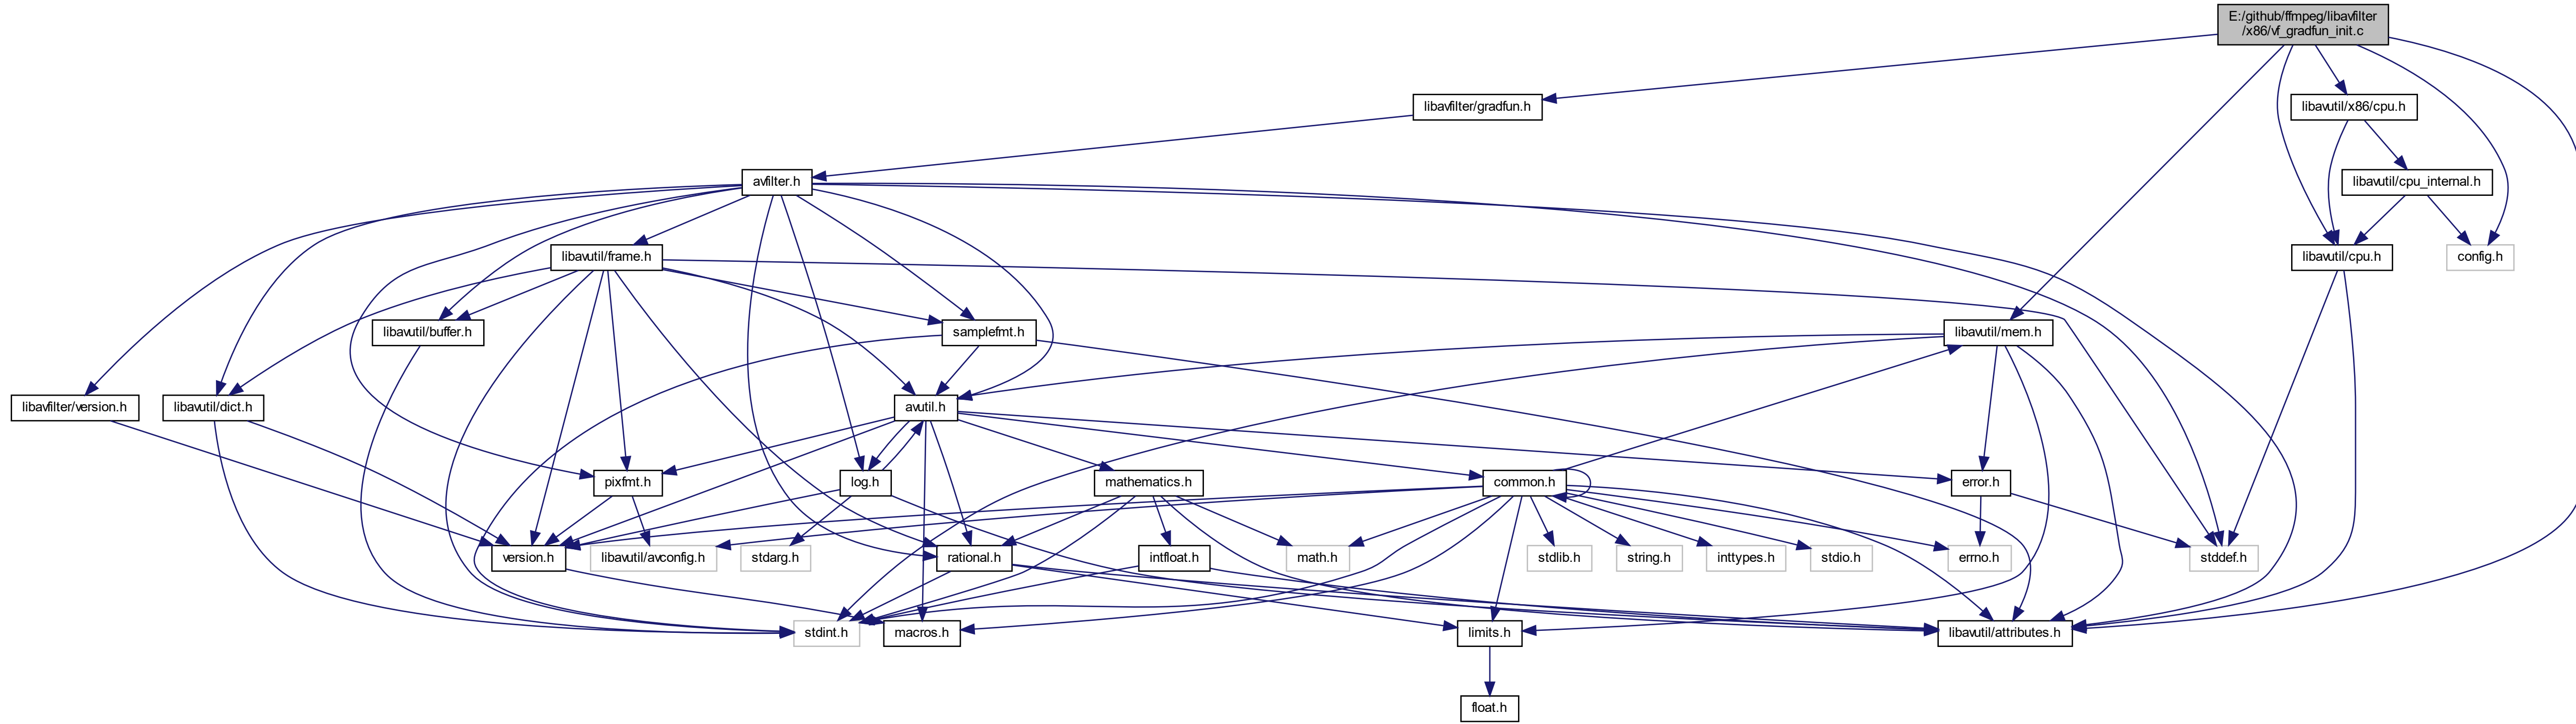 E:/github/ffmpeg/libavfilter
/x86/vf_gradfun_init.c
libavfilter/gradfun.h
libavutil/x86/cpu.h
avfilter.h
libavutil/cpu_internal.h
libavutil/frame.h
libavutil/cpu.h
config.h
libavutil/buffer.h
samplefmt.h
libavutil/mem.h
libavfilter/version.h
libavutil/dict.h
avutil.h
pixfmt.h
log.h
mathematics.h
common.h
error.h
version.h
libavutil/avconfig.h
stdarg.h
rational.h
intfloat.h
math.h
stdlib.h
string.h
inttypes.h
stdio.h
errno.h
stddef.h
stdint.h
macros.h
limits.h
libavutil/attributes.h
float.h